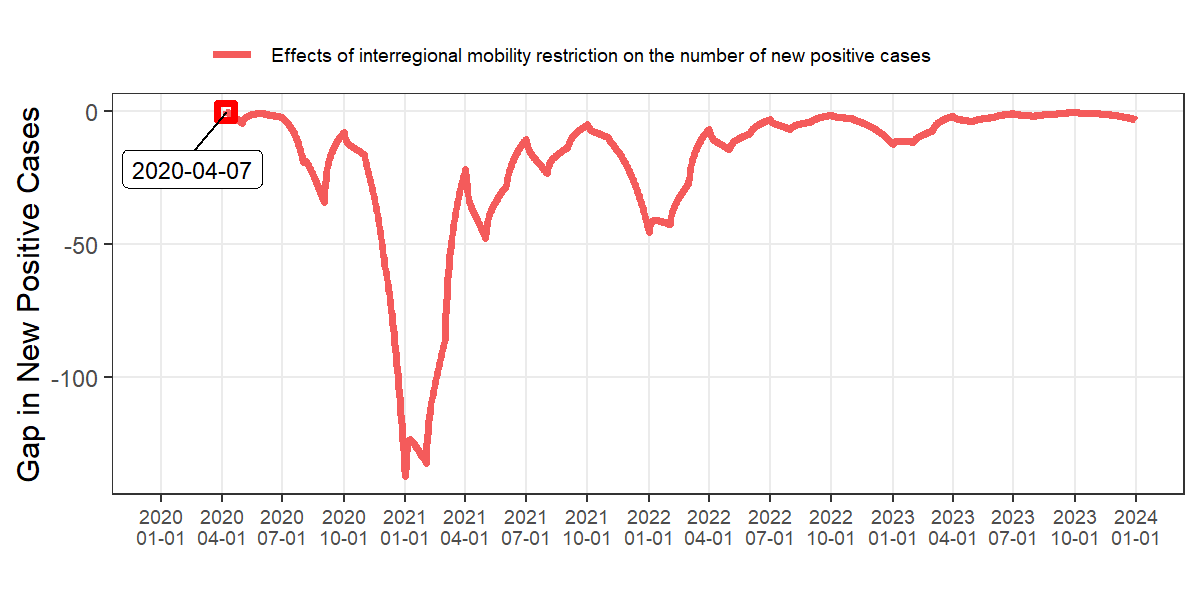 Effects of interregional mobility restriction on the number of new positive cases
Gap in New Positive Cases
0
-50
-100
2020-04-07
2020 2020 2020 2020 2021 2021 2021 2021 2022 2022 2022 2022 2023 2023 2023 2023 2024
01-01 04-01 07-01 10-01 01-01 04-01 07-01 10-01 01-01 04-01 07-01 10-01 01-01 04-01 07-01 10-01 01-01